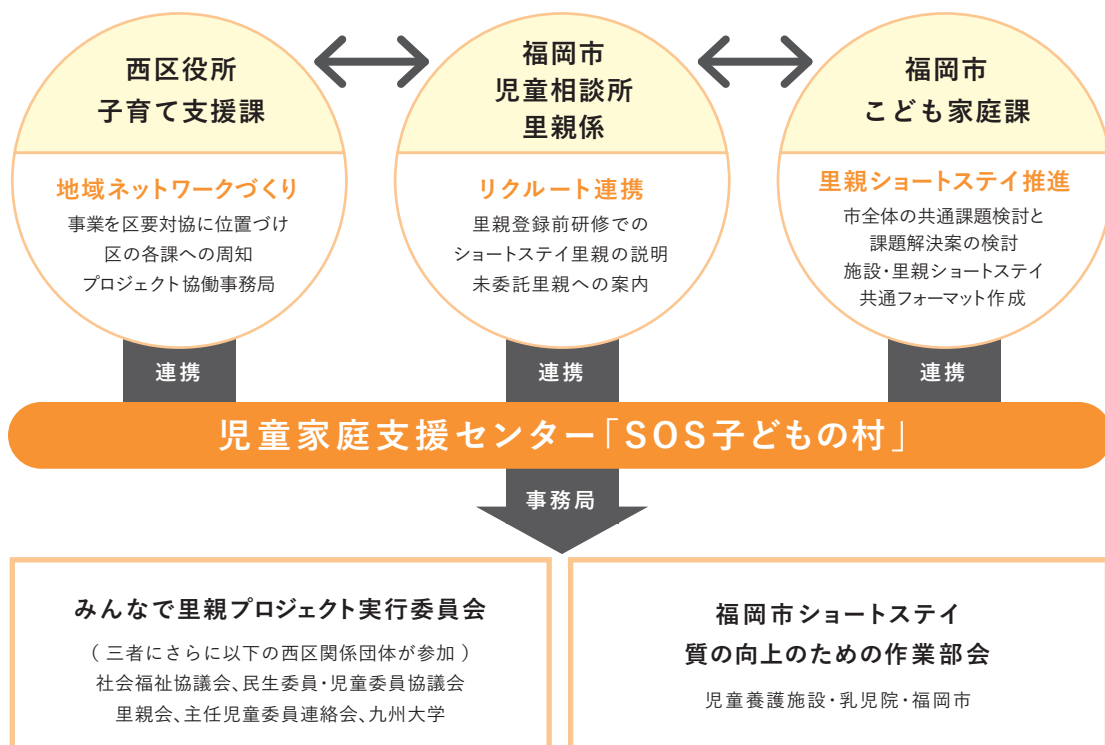 西区役所
子育て支援課
地域ネットワークづくり
事業を区要対協に位置づけ
区の各課への周知
プロジェクト協働事務局
福岡市
児童相談所
里親係
リクルート連携
里親登録前研修での
ショートステイ里親の説明
未委託里親への案内
福岡市
こども家庭課
里親ショートステイ推進
市全体の共通課題検討と
課題解決案の検討
施設・里親ショートステイ
共通フォーマット作成
連携
連携
連携
児童家庭支援センター「SOS子どもの村」
事務局
みんなで里親プロジェクト実行委員会
（三者にさらに以下の西区関係団体が参加）
社会福祉協議会、民生委員・児童委員協議会
里親会、主任児童委員連絡会、九州大学
福岡市ショートステイ
質の向上のための作業部会
児童養護施設・乳児院・福岡市